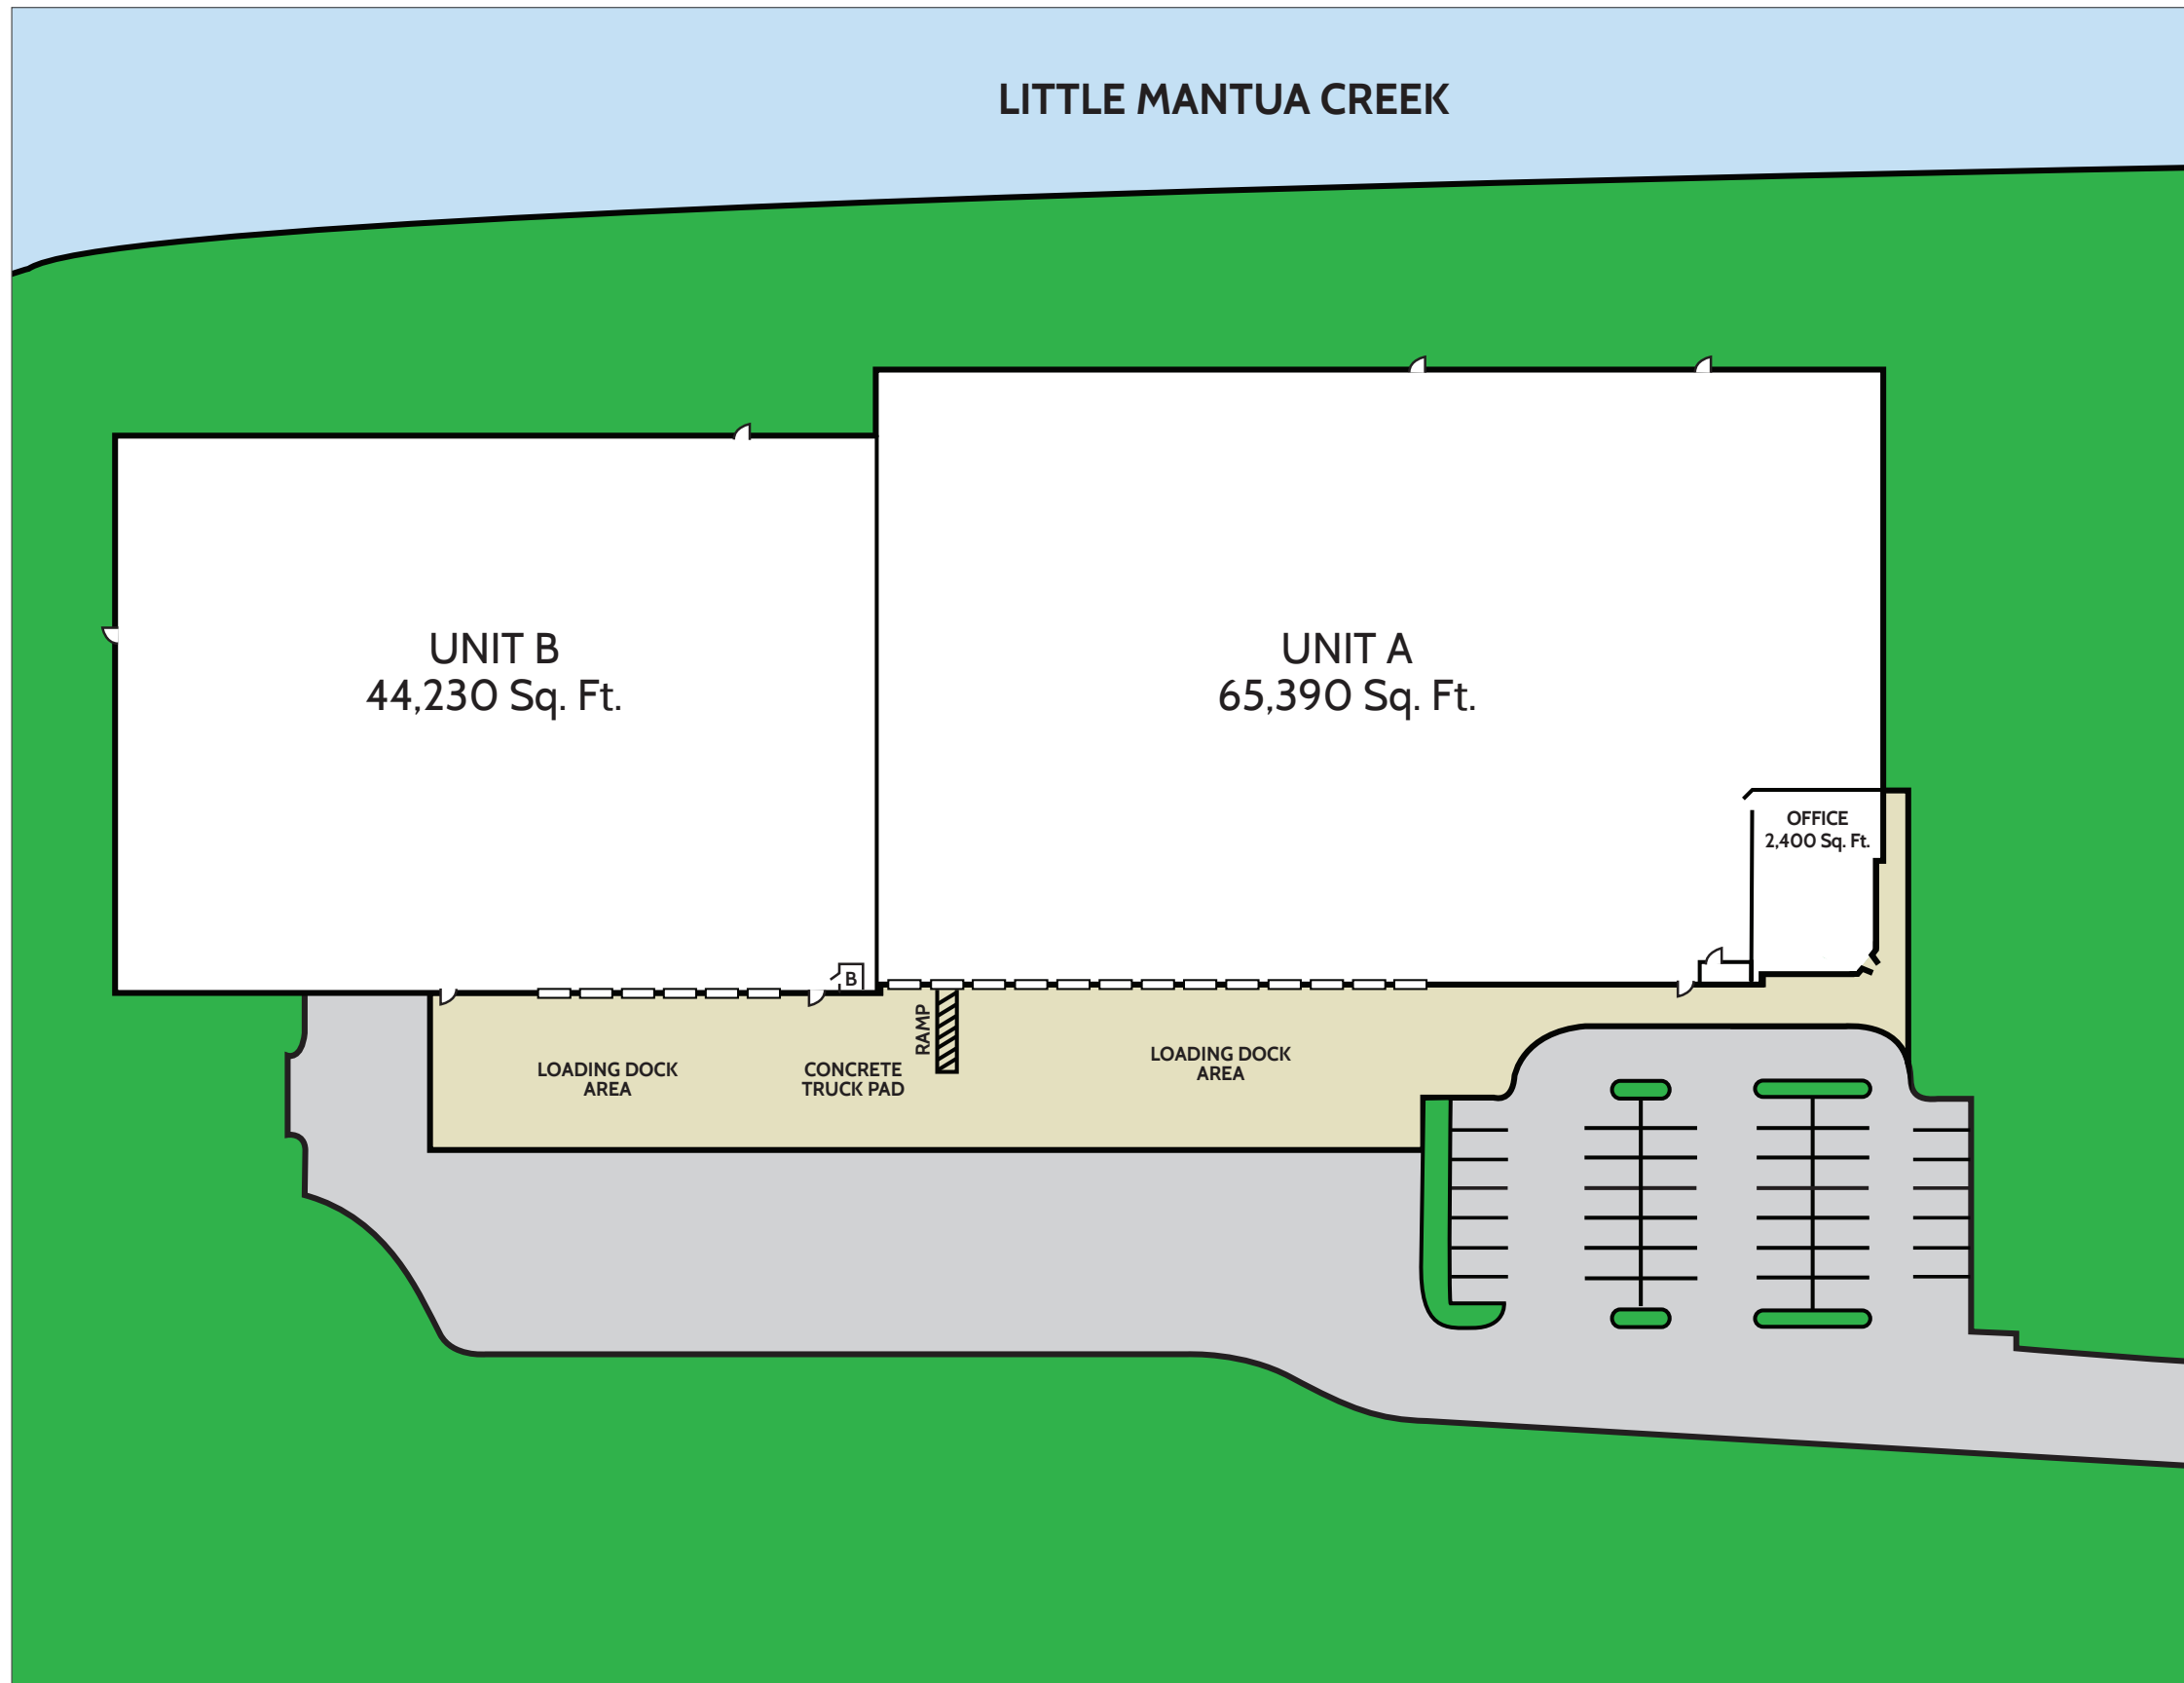 LITTLE MANTUA CREEK
UNIT B
44,230 Sq. Ft.
UNIT A
65,390 Sq. Ft.
OFFICE
2,400 Sq. Ft.
B
RAMP
LOADING DOCK
AREA
CONCRETE
TRUCK PAD
LOADING DOCK
AREA